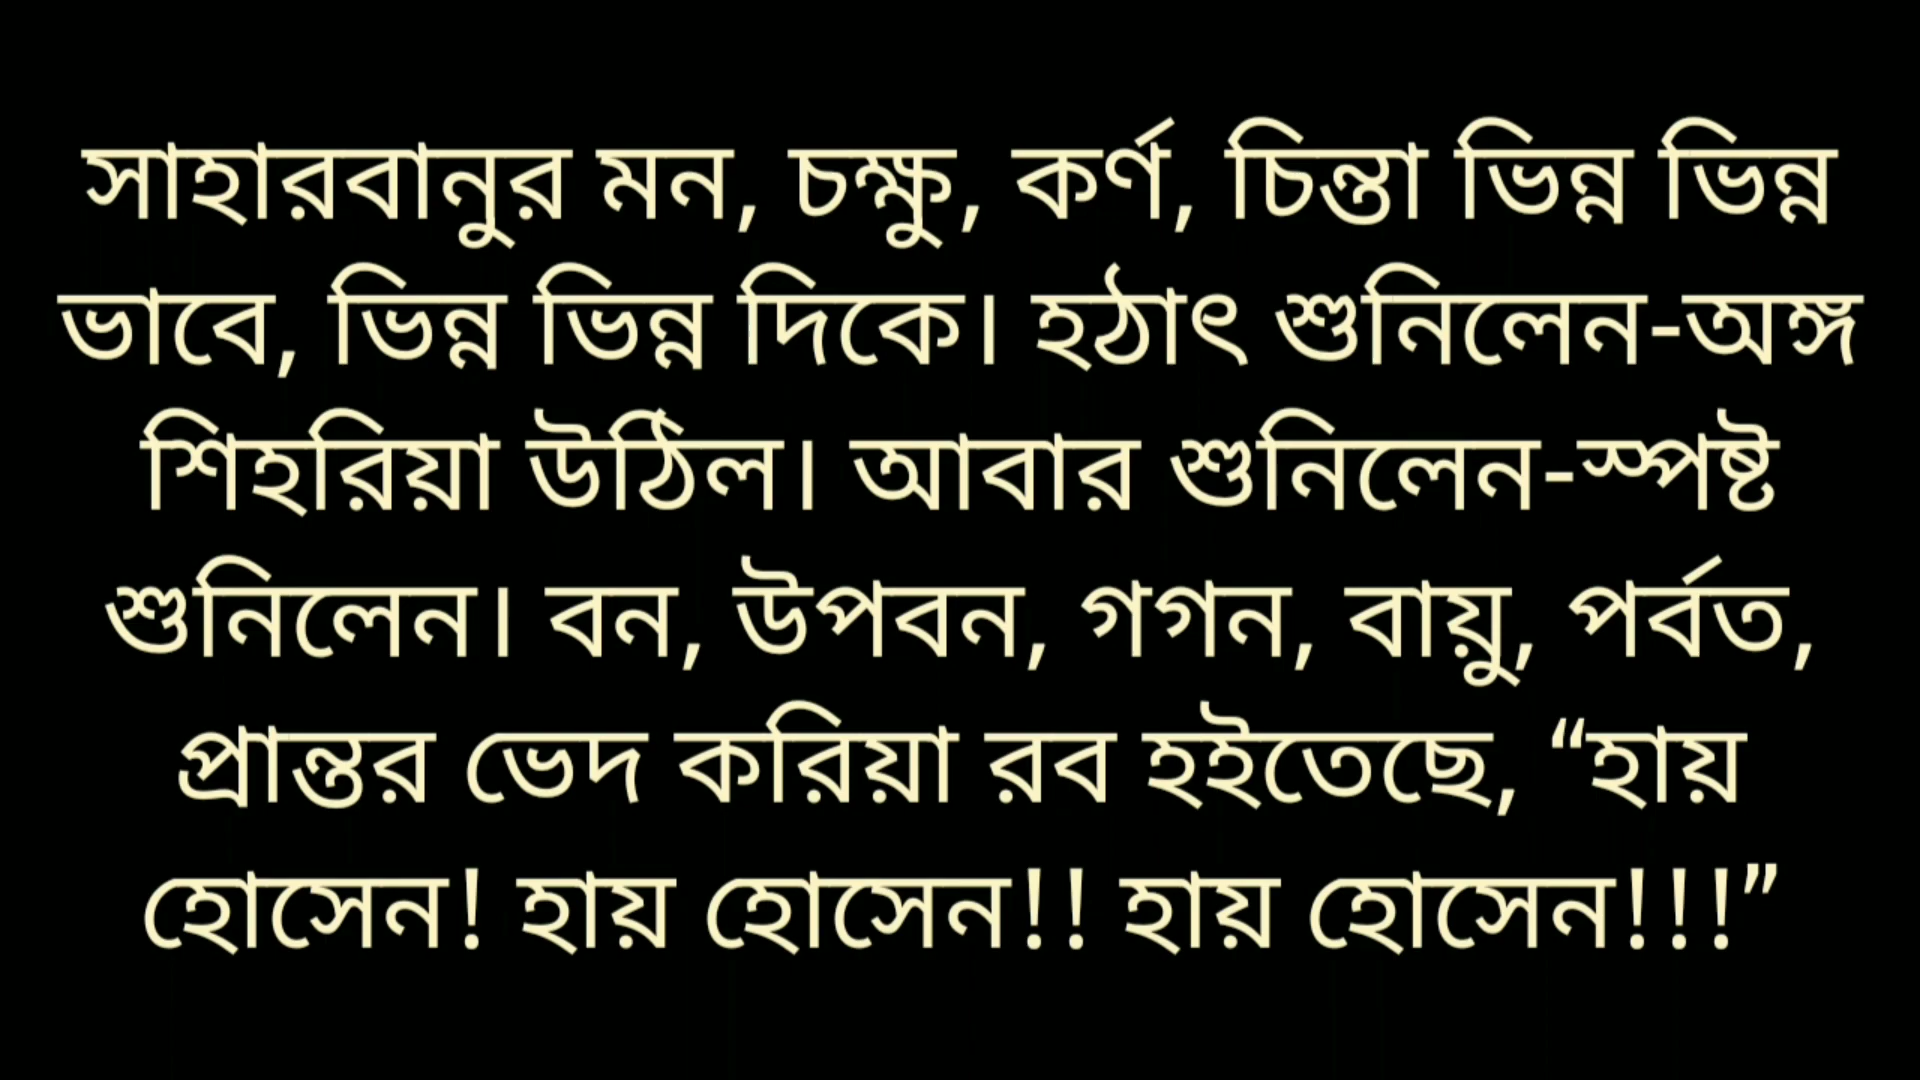 সাহারবানুর মন, চক্ষু, কর্ণ, চিন্তা ভিন্ন ভিন্ন
ভাবে, ভিন্ন ভিন্ন দিকে। হঠাৎ শুনিলেন-অঙ্গ
শিহরিয়া উঠিল। আবার শুনিলেন-স্পষ্ট
শুনিলেন। বন, উপবন, গগন, বায়ু, পর্বত,
প্রান্তর ভেদ করিয়া রব হইতেছে, “হায়
হোসেন! হায় হোসেন!! হায় হোসেন!!!”